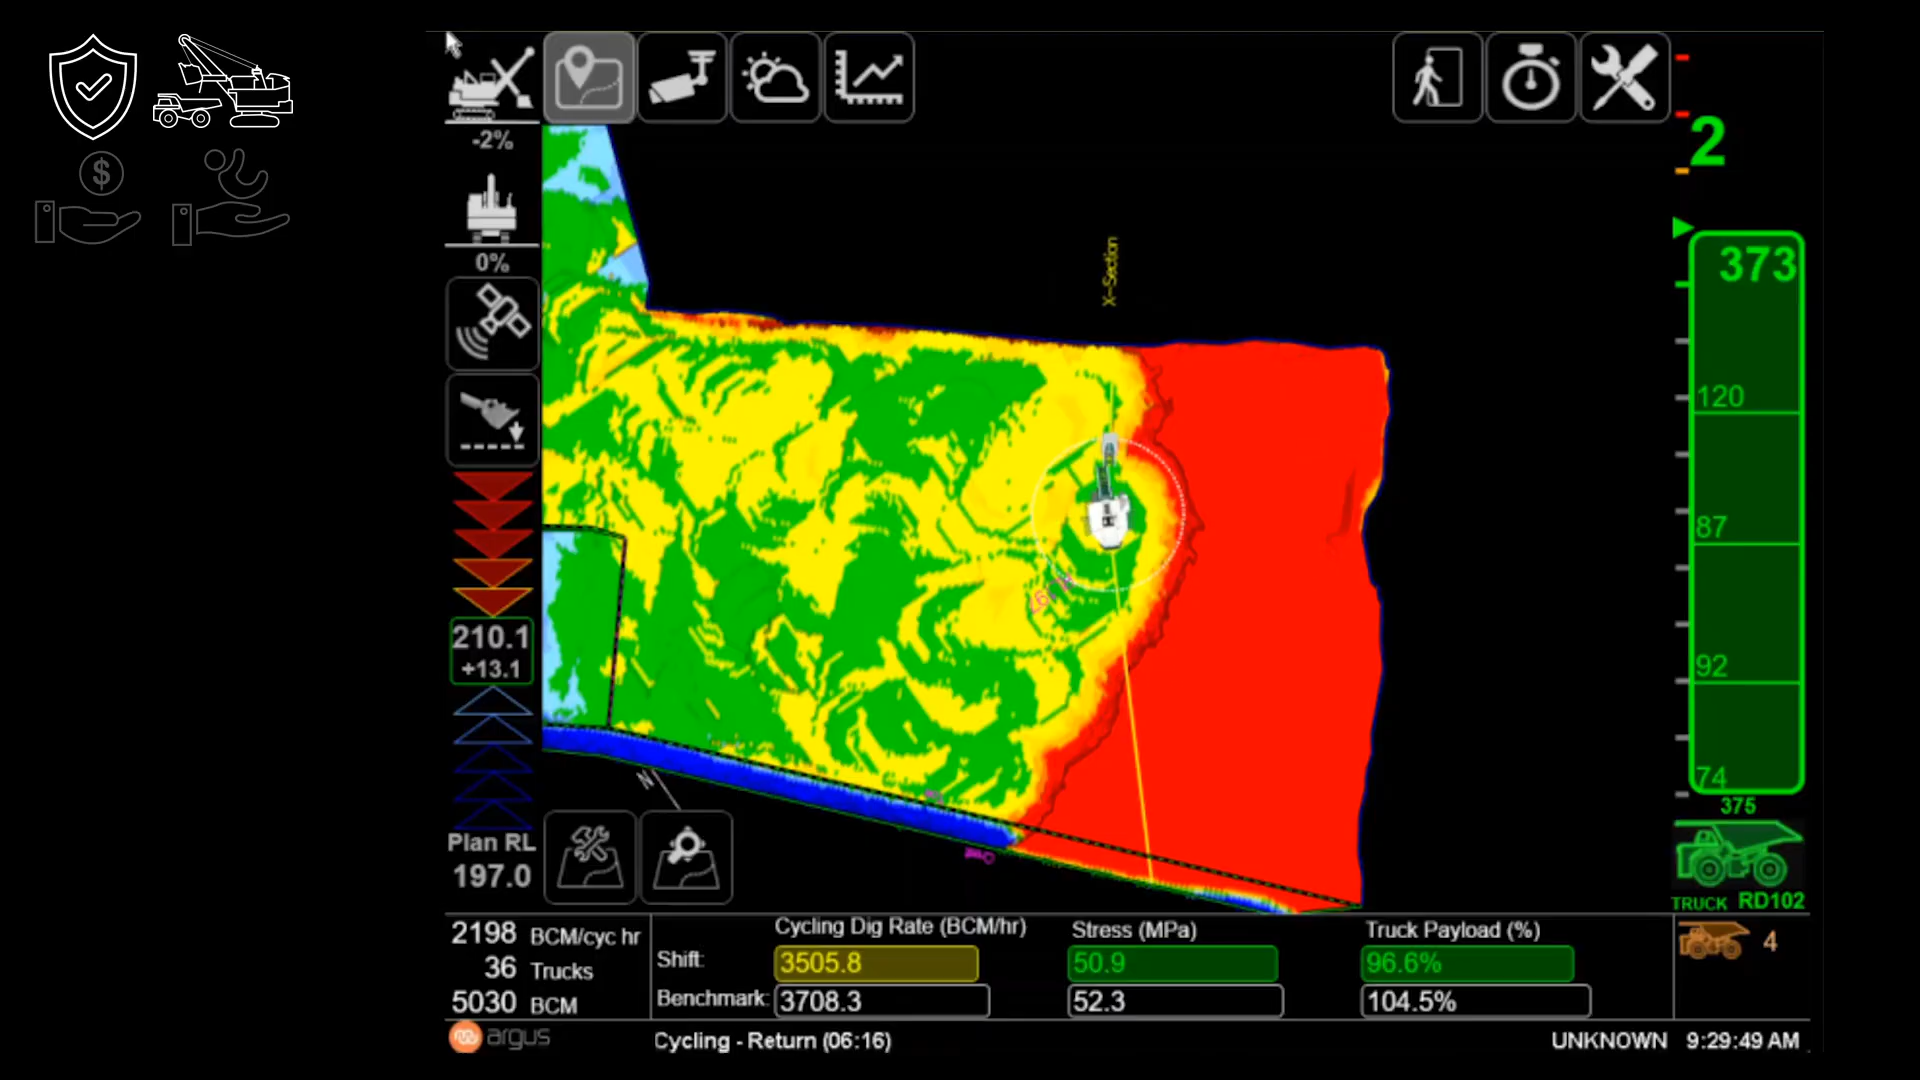 -2%
0%
210.1
+13.1
Plan RL
197.0
X-Section
N
2
373
120
87
92
74
375
TRUCK RD102
4
2198 BCM/cyc hr
36 Trucks
5030 BCM
Cycling Dig Rate (BCM/hr)
Stress (MPa)
Truck Payload (%)
Shift: 3505.8 50.9 96.6%
Benchmark: 3708.3 52.3 104.5%
argus
Cycling - Return (06:16)
UNKNOWN 9:29:49 AM
$